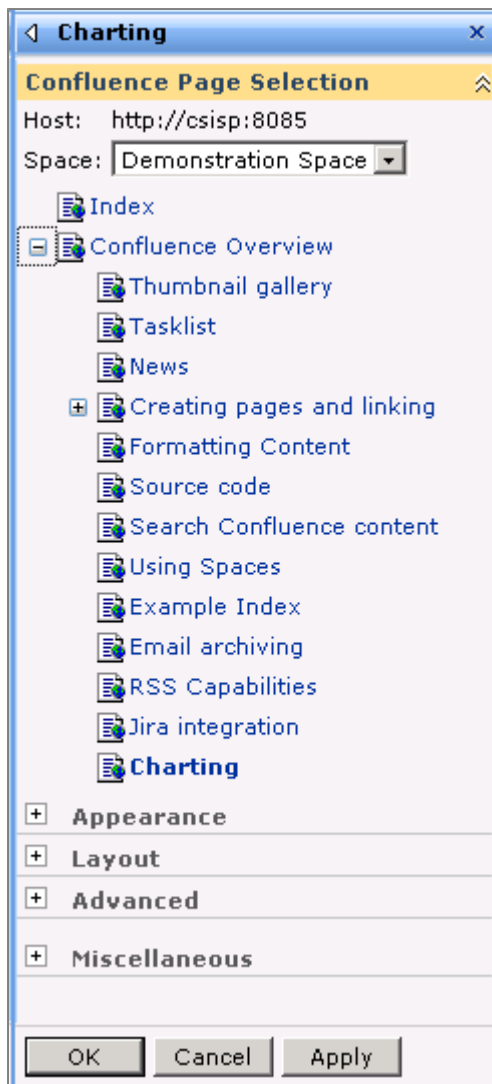 Charting
Confluence Page Selection
Host: http://csisp:8085
Space: Demonstration Space
Index
Confluence Overview
Thumbnail gallery
Tasklist
News
Creating pages and linking
Formatting Content
Source code
Search Confluence content
Using Spaces
Example Index
Email archiving
RSS Capabilities
Jira integration
Charting
Appearance
Layout
Advanced
Miscellaneous
OK Cancel Apply